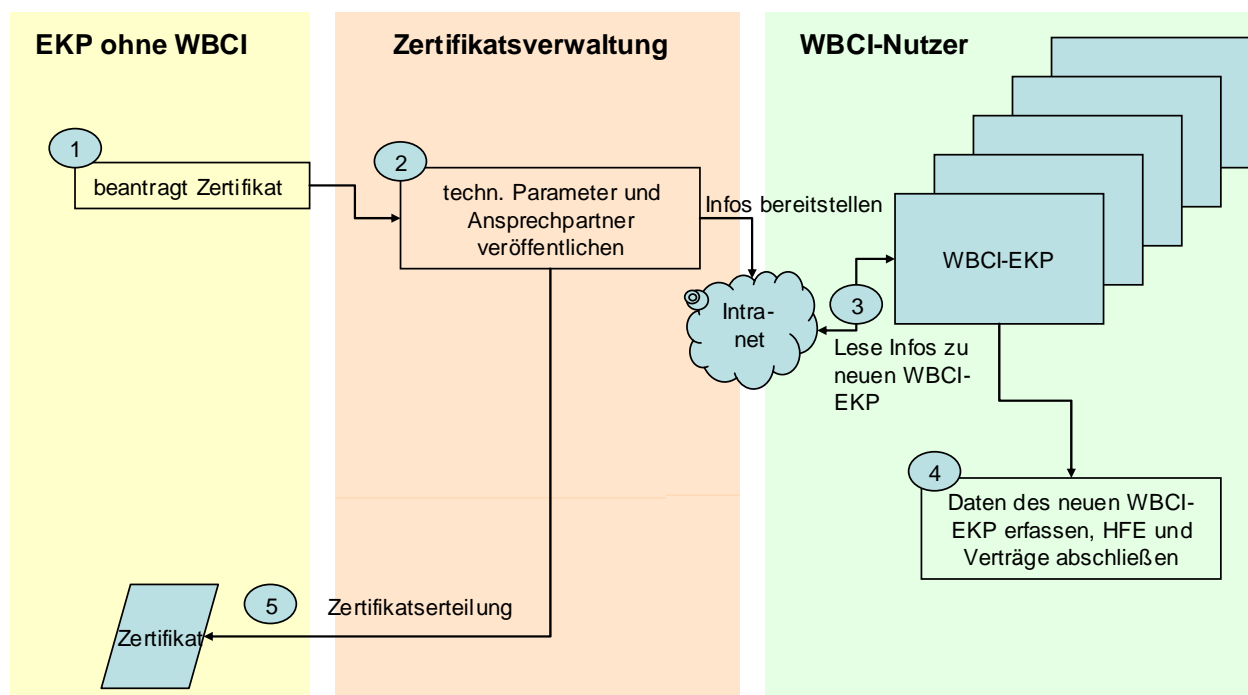 EKP ohne WBCI
Zertifikatsverwaltung
WBCI-Nutzer
1
beantragt Zertifikat
2
techn. Parameter und
Ansprechpartner
veröffentlichen
Infos bereitstellen
Intra-
net
3
Lese Infos zu
neuen WBCI-
EKP
WBCI-EKP
4
Daten des neuen WBCI-
EKP erfassen, HFE und
Verträge abschließen
5
Zertifikatserteilung
Zertifikat